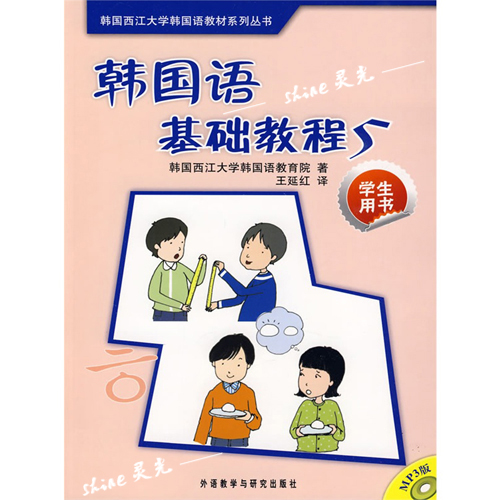 韩国西江大学韩国语教材系列丛书
韩国语
基础教程5
shine 灵光
韩国西江大学韩国语教育院 著
王延红 译
学生
用书
ㅎ
shine 灵光
MP3版
外语教学与研究出版社